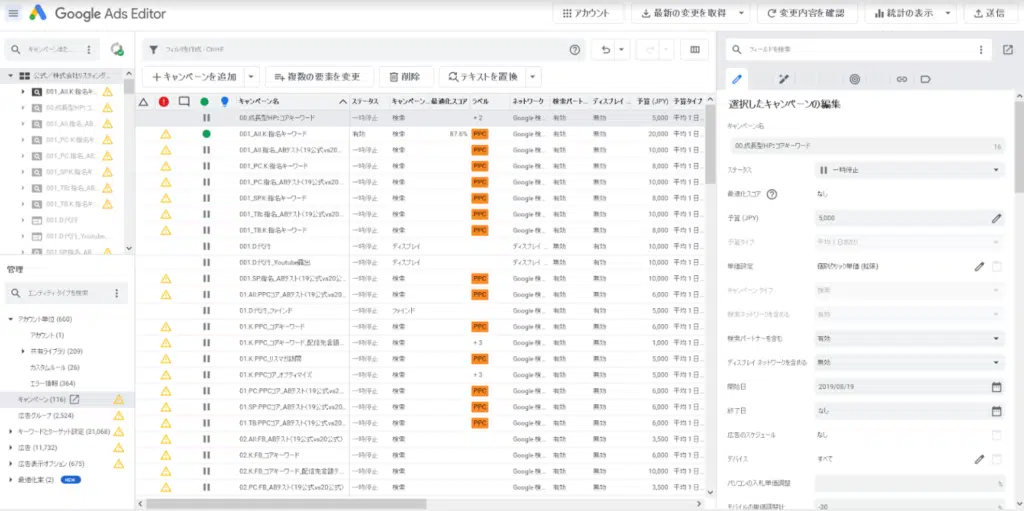 Google Ads Editor
アカウント
最新の変更を取得
変更内容を確認
統計の表示
送信
フィールドを検索
キャンペーンを追加
複数の要素を変更
削除
テキストを置換
キャンペーン名 ステータス キャンペーン... 最適化スコア ラベル ネットワーク 検索パート... ディスプレイ ... 予算 (JPY) 予算タイプ
00.成長型HP:コアキーワード 一時停止 検索 + 2 Google 検... 有効 無効 5,000 平均 1 日...
001_All.K:指名キーワード 有効 検索 87.6% PPC Google 検... 有効 無効 20,000 平均 1 日...
001_All:指名_ABテスト(19公式vs20... 一時停止 検索 PPC Google 検... 有効 無効 10,000 平均 1 日...
001_PC.K:指名キーワード 一時停止 検索 PPC Google 検... 有効 無効 8,000 平均 1 日...
001_PC:指名_ABテスト(19公式vs20... 一時停止 検索 PPC Google 検... 有効 無効 10,000 平均 1 日...
001_SP.K:指名キーワード 一時停止 検索 PPC Google 検... 有効 無効 8,000 平均 1 日...
001_TB:指名_ABテスト(19公式vs20... 一時停止 検索 PPC Google 検... 有効 無効 10,000 平均 1 日...
001_TB.K:指名キーワード 一時停止 検索 PPC Google 検... 有効 無効 8,000 平均 1 日...
001.D:代行 一時停止 ディスプレイ ディスプレイ ... 無効 無効 10,000 平均 1 日...
001.D:代行_Youtube露出 一時停止 ディスプレイ ディスプレイ ... 無効 無効 10,000 平均 1 日...
001.SP:指名_ABテスト(19公式vs20... 一時停止 検索 PPC Google 検... 有効 無効 10,000 平均 1 日...
01.All:PPCコア_ABテスト(19公式vs2... 一時停止 検索 PPC Google 検... 有効 無効 6,000 平均 1 日...
01.D:代行_ファインド 一時停止 ファインド 6,000 平均 1 日...
01.K:PPC_コアキーワード 一時停止 検索 + 3 Google 検... 有効 無効 6,000 平均 1 日...
01.K:PPC_コアキーワード_配信先言語... 一時停止 検索 + 3 Google 検... 有効 無効 1,000 平均 1 日...
01.K:PPC_リスマガ訪問 一時停止 検索 PPC Google 検... 有効 無効 5,000 平均 1 日...
01.K:PPCコア_オプティマイズ 一時停止 検索 + 3 Google 検... 有効 無効 6,000 平均 1 日...
01.PC:PPCコア_ABテスト(19公式vs2... 一時停止 検索 PPC Google 検... 有効 無効 6,000 平均 1 日...
01.SP:PPCコア_ABテスト(19公式vs2... 一時停止 検索 PPC Google 検... 有効 無効 6,000 平均 1 日...
01.TB:PPCコア_ABテスト(19公式vs2... 一時停止 検索 PPC Google 検... 有効 無効 6,000 平均 1 日...
02.All:FB_ABテスト(19公式vs20公式) 一時停止 検索 Google 検... 有効 無効 3,500 平均 1 日...
02.K:FB_コアキーワード 一時停止 検索 Google 検... 有効 無効 6,000 平均 1 日...
02.K:FB_コアキーワード_配信先言語テ... 一時停止 検索 Google 検... 有効 無効 10,000 平均 1 日...
02.PC:FB_ABテスト(19公式vs20公式) 一時停止 検索 Google 検... 有効 無効 3,500 平均 1 日...
公式／株式会社リスティング...
001_All.K:指名キ...
00.成長型HP:コ...
001_All:指名_AB...
001_PC.K:指名キ...
001_PC:指名_AB...
001_SP.K:指名キ...
001_TB:指名_AB...
001_TB.K:指名キ...
001.D:代行
001.D:代行_Youtube...
001.SP:指名_AB...
管理
エンティティ タイプを検索
アカウント単位 (660)
アカウント (1)
共有ライブラリ (209)
カスタムルール (26)
エラー情報 (364)
キャンペーン (116)
広告グループ (2,524)
キーワードとターゲット設定 (31,066)
広告 (11,732)
広告表示オプション (675)
最適化案 (2) NEW
選択したキャンペーンの編集
キャンペーン名
00.成長型HP:コアキーワード
16
ステータス 一時停止
最適化スコア なし
予算 (JPY) 5,000
予算タイプ 平均 1 日あたり
単価設定 個別クリック単価 (拡張)
キャンペーン タイプ 検索
検索ネットワークを含める 有効
検索パートナーを含む 有効
ディスプレイ ネットワークを含める 無効
開始日 2019/08/19
終了日 なし
広告のスケジュール なし
デバイス すべて
パソコンの入札単価調整 %
モバイルの単価調整計 -30 %